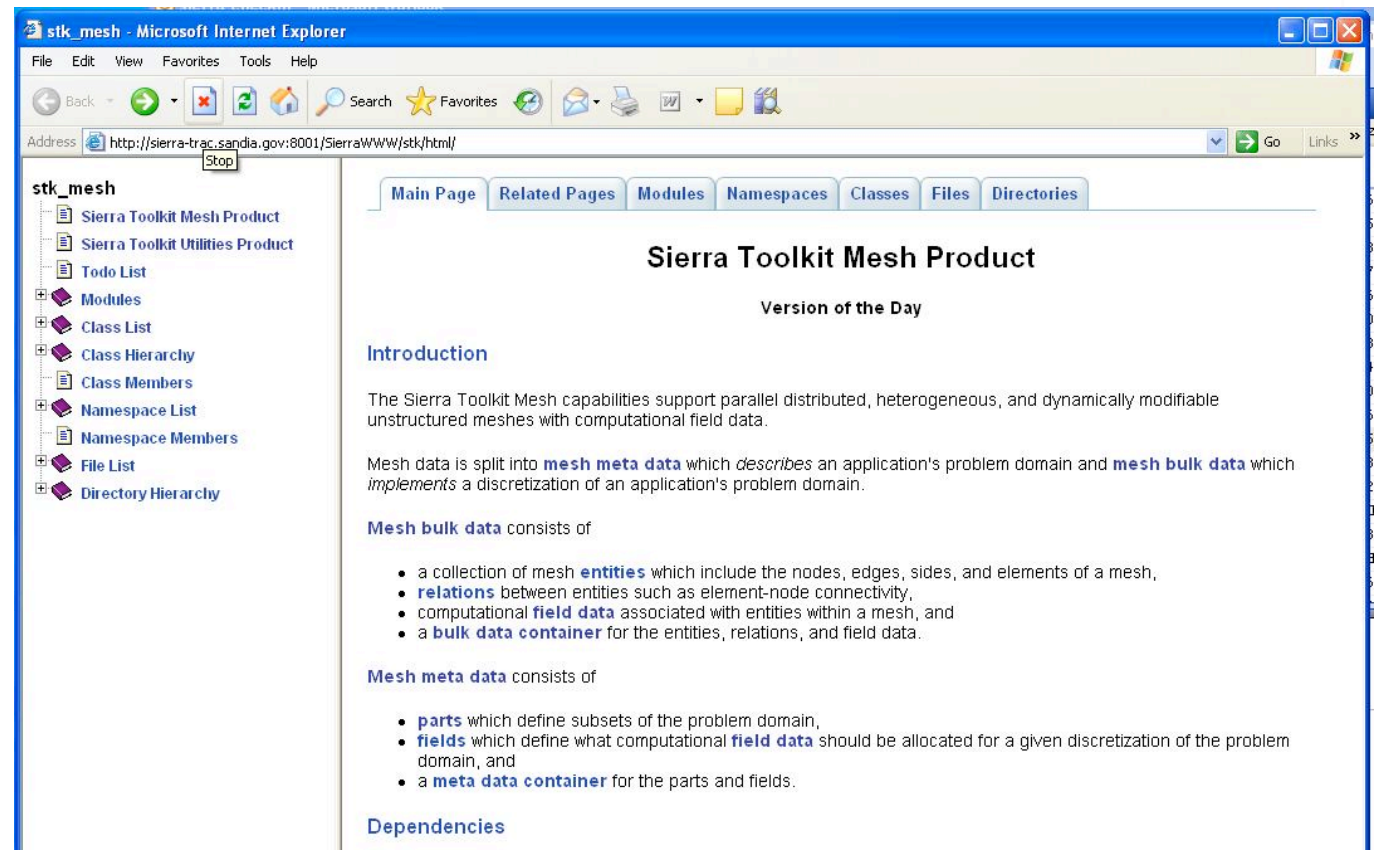 stk_mesh - Microsoft Internet Explorer
File Edit View Favorites Tools Help
Back Search Favorites
Address http://sierra-trac.sandia.gov:8001/SierraWWW/stk/html/ Go Links »
Stop
stk_mesh
Sierra Toolkit Mesh Product
Sierra Toolkit Utilities Product
Todo List
Modules
Class List
Class Hierarchy
Class Members
Namespace List
Namespace Members
File List
Directory Hierarchy
Main Page Related Pages Modules Namespaces Classes Files Directories
Sierra Toolkit Mesh Product
Version of the Day
Introduction
The Sierra Toolkit Mesh capabilities support parallel distributed, heterogeneous, and dynamically modifiable
unstructured meshes with computational field data.
Mesh data is split into mesh meta data which describes an application's problem domain and mesh bulk data which
implements a discretization of an application's problem domain.
Mesh bulk data consists of
• a collection of mesh entities which include the nodes, edges, sides, and elements of a mesh,
• relations between entities such as element-node connectivity,
• computational field data associated with entities within a mesh, and
• a bulk data container for the entities, relations, and field data.
Mesh meta data consists of
• parts which define subsets of the problem domain,
• fields which define what computational field data should be allocated for a given discretization of the problem
domain, and
• a meta data container for the parts and fields.
Dependencies